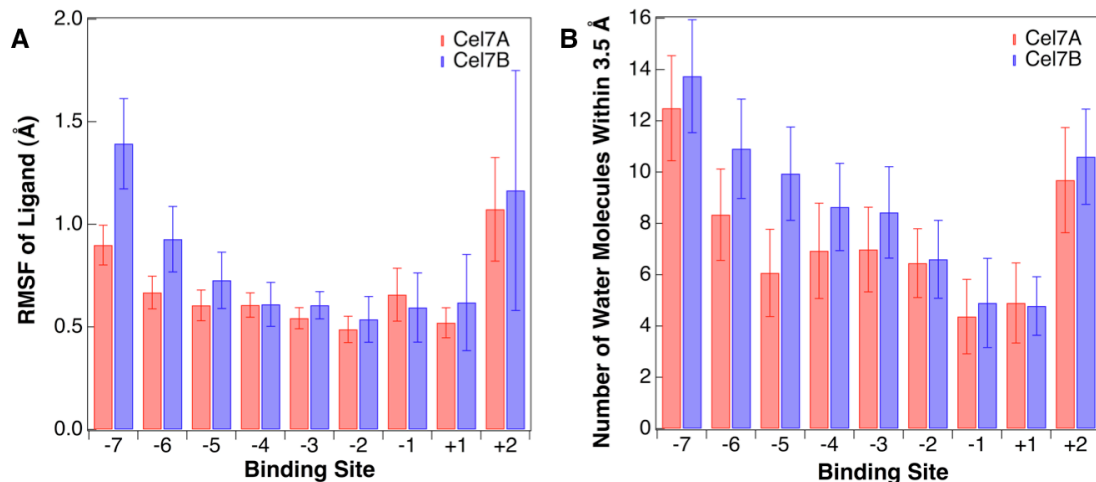 A
RMSF of Ligand (Å)
2.0
1.5
1.0
0.5
0.0
Cel7A
Cel7B
-7 -6 -5 -4 -3 -2 -1 +1 +2
Binding Site
B
Number of Water Molecules Within 3.5 Å
16
14
12
10
8
6
4
2
0
Cel7A
Cel7B
-7 -6 -5 -4 -3 -2 -1 +1 +2
Binding Site